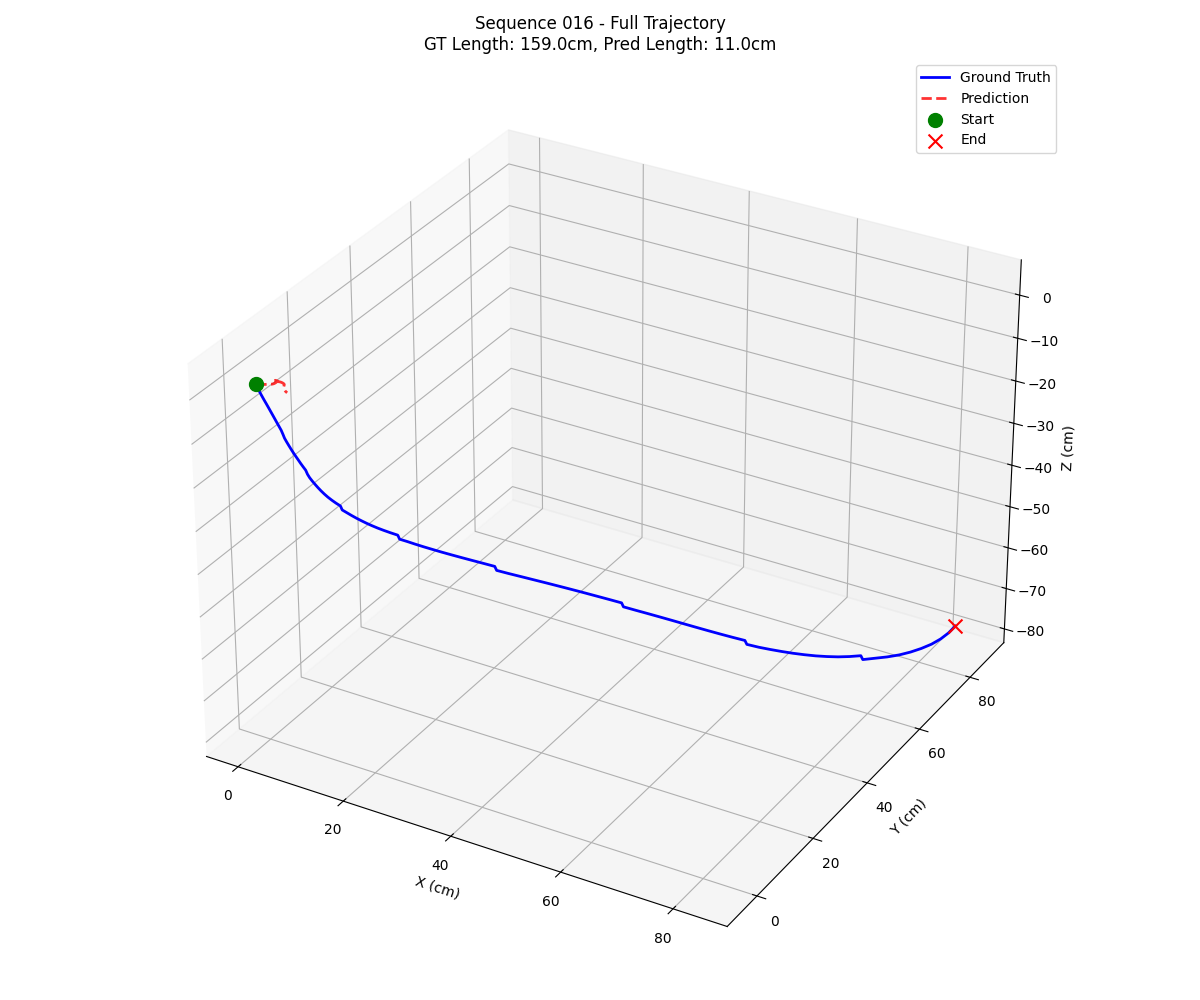 Sequence 016 - Full Trajectory
GT Length: 159.0cm, Pred Length: 11.0cm
Ground Truth
Prediction
Start
End
0
−10
−20
−30
−40
−50
−60
−70
−80
Z (cm)
0
20
40
60
80
X (cm)
0
20
40
60
80
Y (cm)